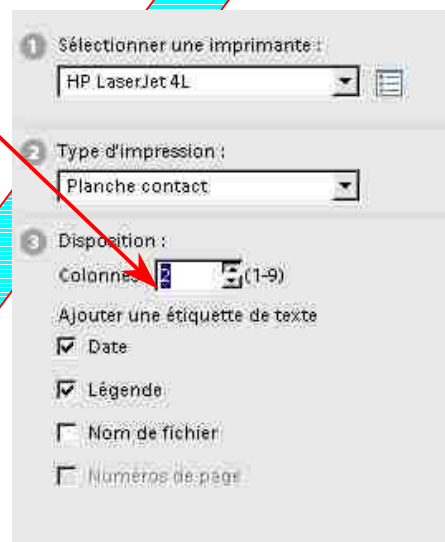 1 Sélectionner une imprimante :
HP LaserJet 4L
2 Type d'impression :
Planche contact
3 Disposition :
Colonnes 2 (1-9)
Ajouter une étiquette de texte
Date
Légende
Nom de fichier
Numéros de page